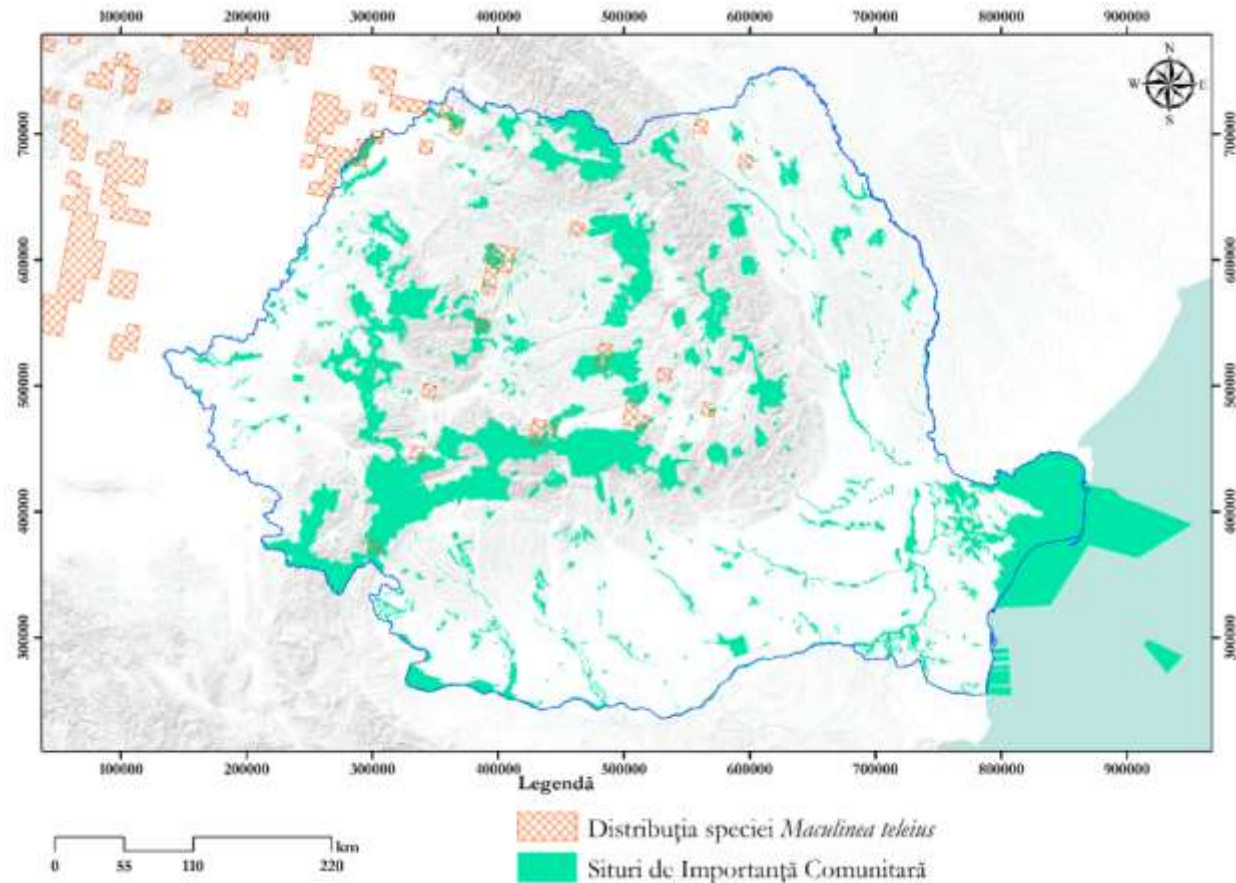 100000 200000 300000 400000 500000 600000 700000 800000 900000
N
W E
S
700000 700000
600000 600000
500000 500000
400000 400000
300000 300000
100000 200000 300000 400000 500000 600000 700000 800000 900000
Legendă
Distribuția speciei Maculinea teleius
km
0 55 110 220
Situri de Importanță Comunitară